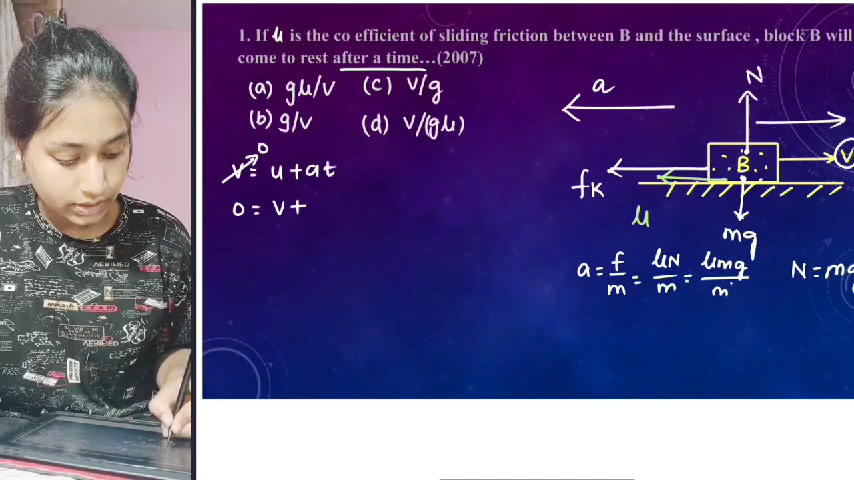 1. If μ is the co efficient of sliding friction between B and the surface , block B will
come to rest after a time…(2007)
(a) gμ/v (c) v/g
(b) g/v (d) v/(gμ)
v = u + at
0
0 = v +
a
N
B
V
fK
μ
mg
a = f/m = μN/m = μmg/m
N = mg